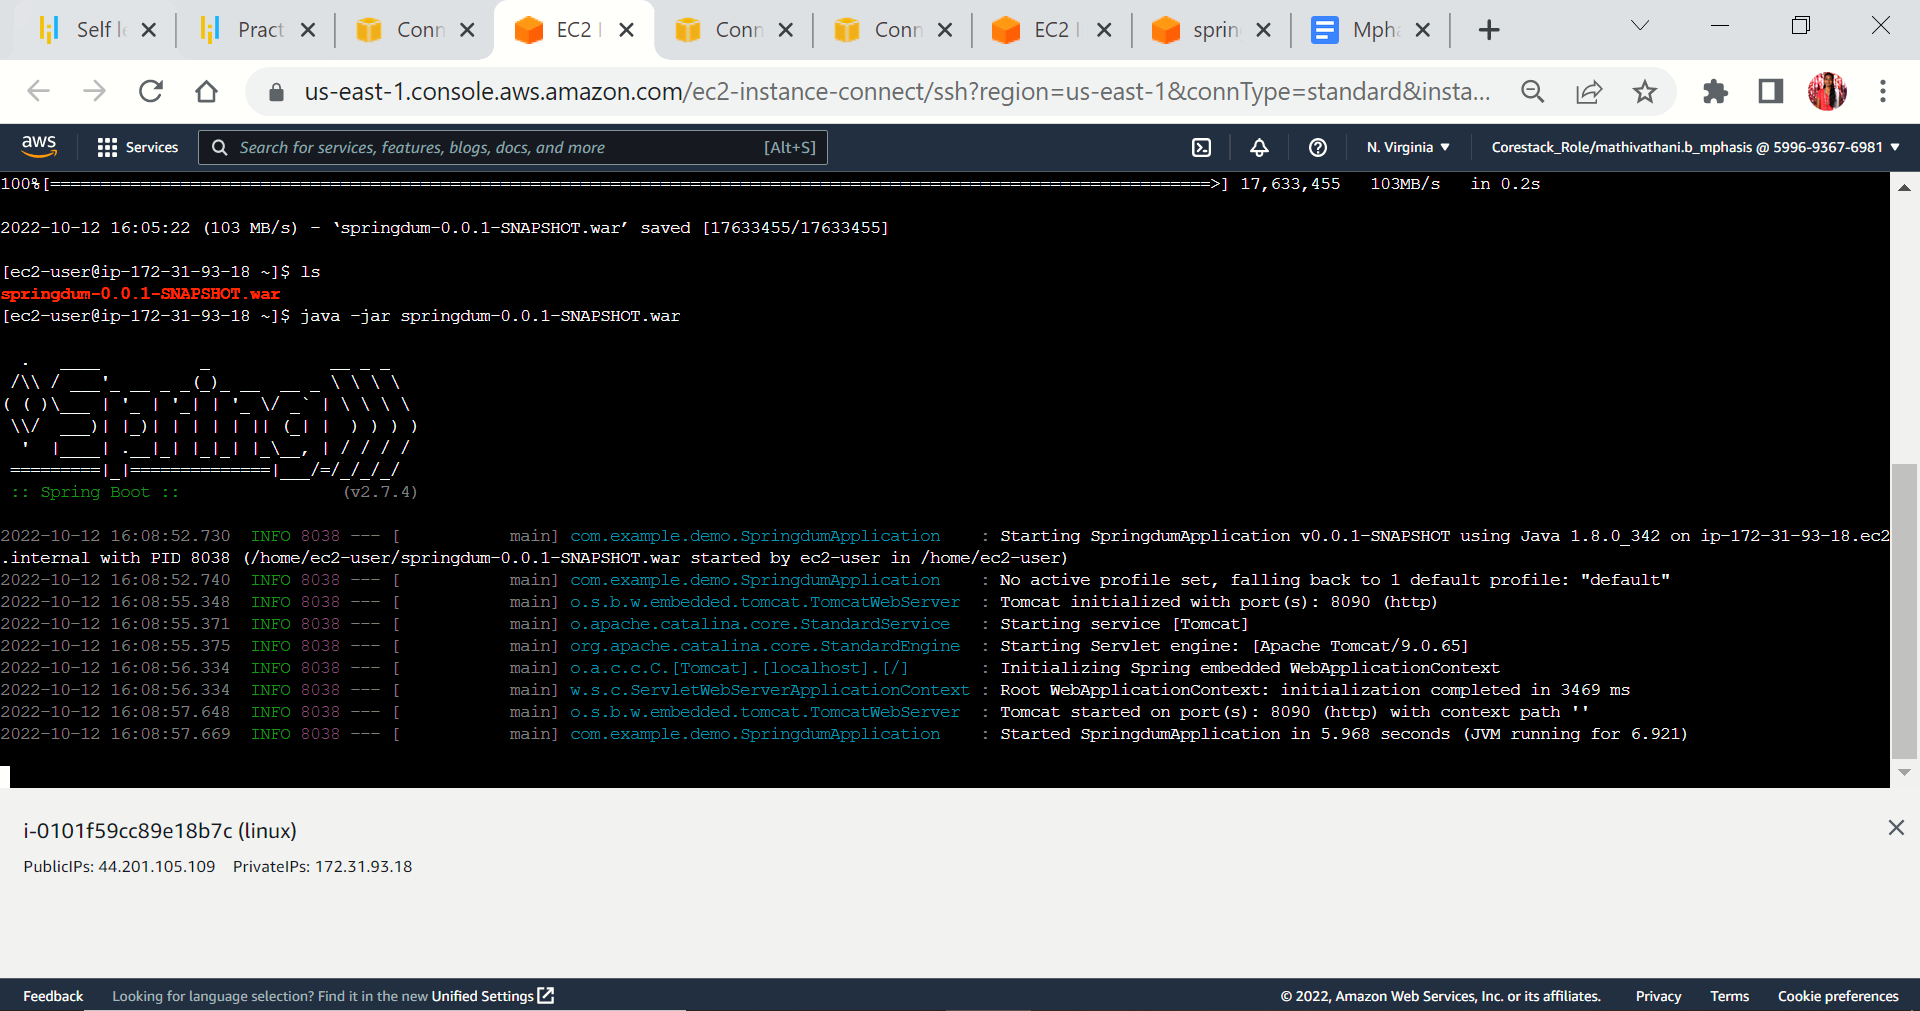 Self l
Pract
Conn
EC2 I
Conn
Conn
EC2 I
sprin
Mpha
us-east-1.console.aws.amazon.com/ec2-instance-connect/ssh?region=us-east-1&connType=standard&insta...
aws
Services
Search for services, features, blogs, docs, and more
[Alt+S]
N. Virginia ▼
Corestack_Role/mathivathani.b_mphasis @ 5996-9367-6981 ▼
100%[====================================================================================================================>] 17,633,455   103MB/s   in 0.2s
2022-10-12 16:05:22 (103 MB/s) - ‘springdum-0.0.1-SNAPSHOT.war’ saved [17633455/17633455]
[ec2-user@ip-172-31-93-18 ~]$ ls
springdum-0.0.1-SNAPSHOT.war
[ec2-user@ip-172-31-93-18 ~]$ java -jar springdum-0.0.1-SNAPSHOT.war
  .   ____          _            __ _ _
 /\\ / ___'_ __ _ _(_)_ __  __ _ \ \ \ \
( ( )\___ | '_ | '_| | '_ \/ _` | \ \ \ \
 \\/  ___)| |_)| | | | | || (_| |  ) ) ) )
  '  |____| .__|_| |_|_| |_\__, | / / / /
 =========|_|==============|___/=/_/_/_/
 :: Spring Boot ::                (v2.7.4)
2022-10-12 16:08:52.730  INFO 8038 --- [           main] com.example.demo.SpringdumApplication    : Starting SpringdumApplication v0.0.1-SNAPSHOT using Java 1.8.0_342 on ip-172-31-93-18.ec2
.internal with PID 8038 (/home/ec2-user/springdum-0.0.1-SNAPSHOT.war started by ec2-user in /home/ec2-user)
2022-10-12 16:08:52.740  INFO 8038 --- [           main] com.example.demo.SpringdumApplication    : No active profile set, falling back to 1 default profile: "default"
2022-10-12 16:08:55.348  INFO 8038 --- [           main] o.s.b.w.embedded.tomcat.TomcatWebServer  : Tomcat initialized with port(s): 8090 (http)
2022-10-12 16:08:55.371  INFO 8038 --- [           main] o.apache.catalina.core.StandardService   : Starting service [Tomcat]
2022-10-12 16:08:55.375  INFO 8038 --- [           main] org.apache.catalina.core.StandardEngine  : Starting Servlet engine: [Apache Tomcat/9.0.65]
2022-10-12 16:08:56.334  INFO 8038 --- [           main] o.a.c.c.C.[Tomcat].[localhost].[/]       : Initializing Spring embedded WebApplicationContext
2022-10-12 16:08:56.334  INFO 8038 --- [           main] w.s.c.ServletWebServerApplicationContext : Root WebApplicationContext: initialization completed in 3469 ms
2022-10-12 16:08:57.648  INFO 8038 --- [           main] o.s.b.w.embedded.tomcat.TomcatWebServer  : Tomcat started on port(s): 8090 (http) with context path ''
2022-10-12 16:08:57.669  INFO 8038 --- [           main] com.example.demo.SpringdumApplication    : Started SpringdumApplication in 5.968 seconds (JVM running for 6.921)
i-0101f59cc89e18b7c (linux)
PublicIPs: 44.201.105.109    PrivateIPs: 172.31.93.18
Feedback
Looking for language selection? Find it in the new Unified Settings
© 2022, Amazon Web Services, Inc. or its affiliates.
Privacy
Terms
Cookie preferences